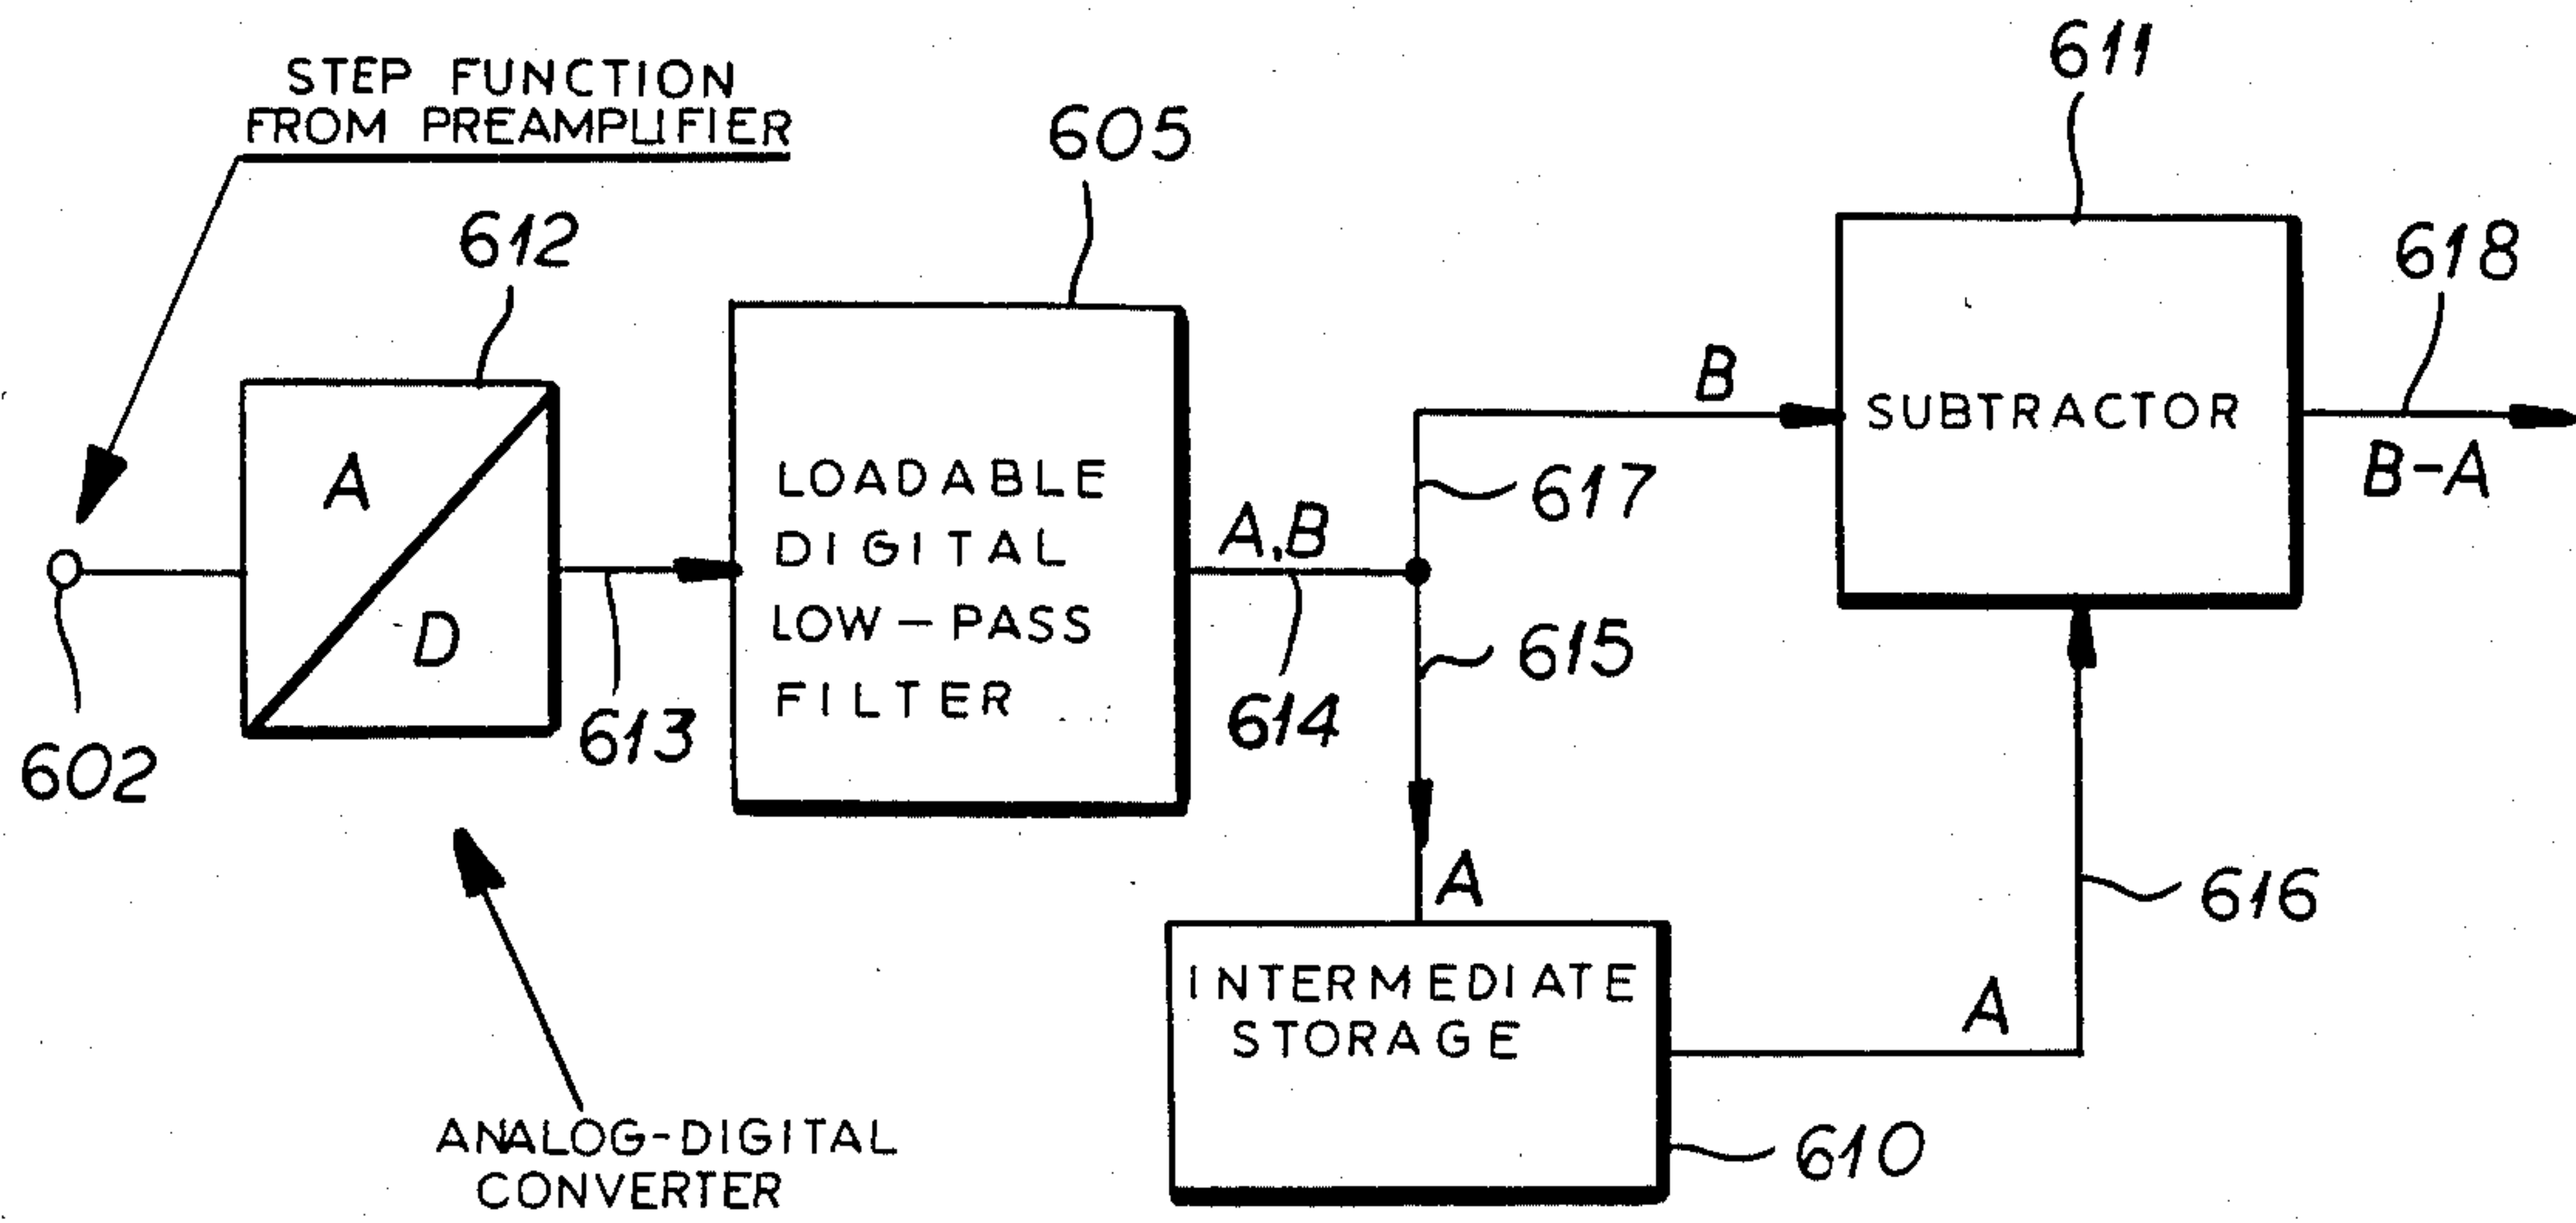 STEP FUNCTION
FROM PREAMPLIFIER
611
605
612
618
B
SUBTRACTOR
B-A
A
D
LOADABLE
DIGITAL
LOW-PASS
FILTER
A,B
617
615
614
613
602
A
616
INTERMEDIATE
STORAGE
A
610
ANALOG-DIGITAL
CONVERTER